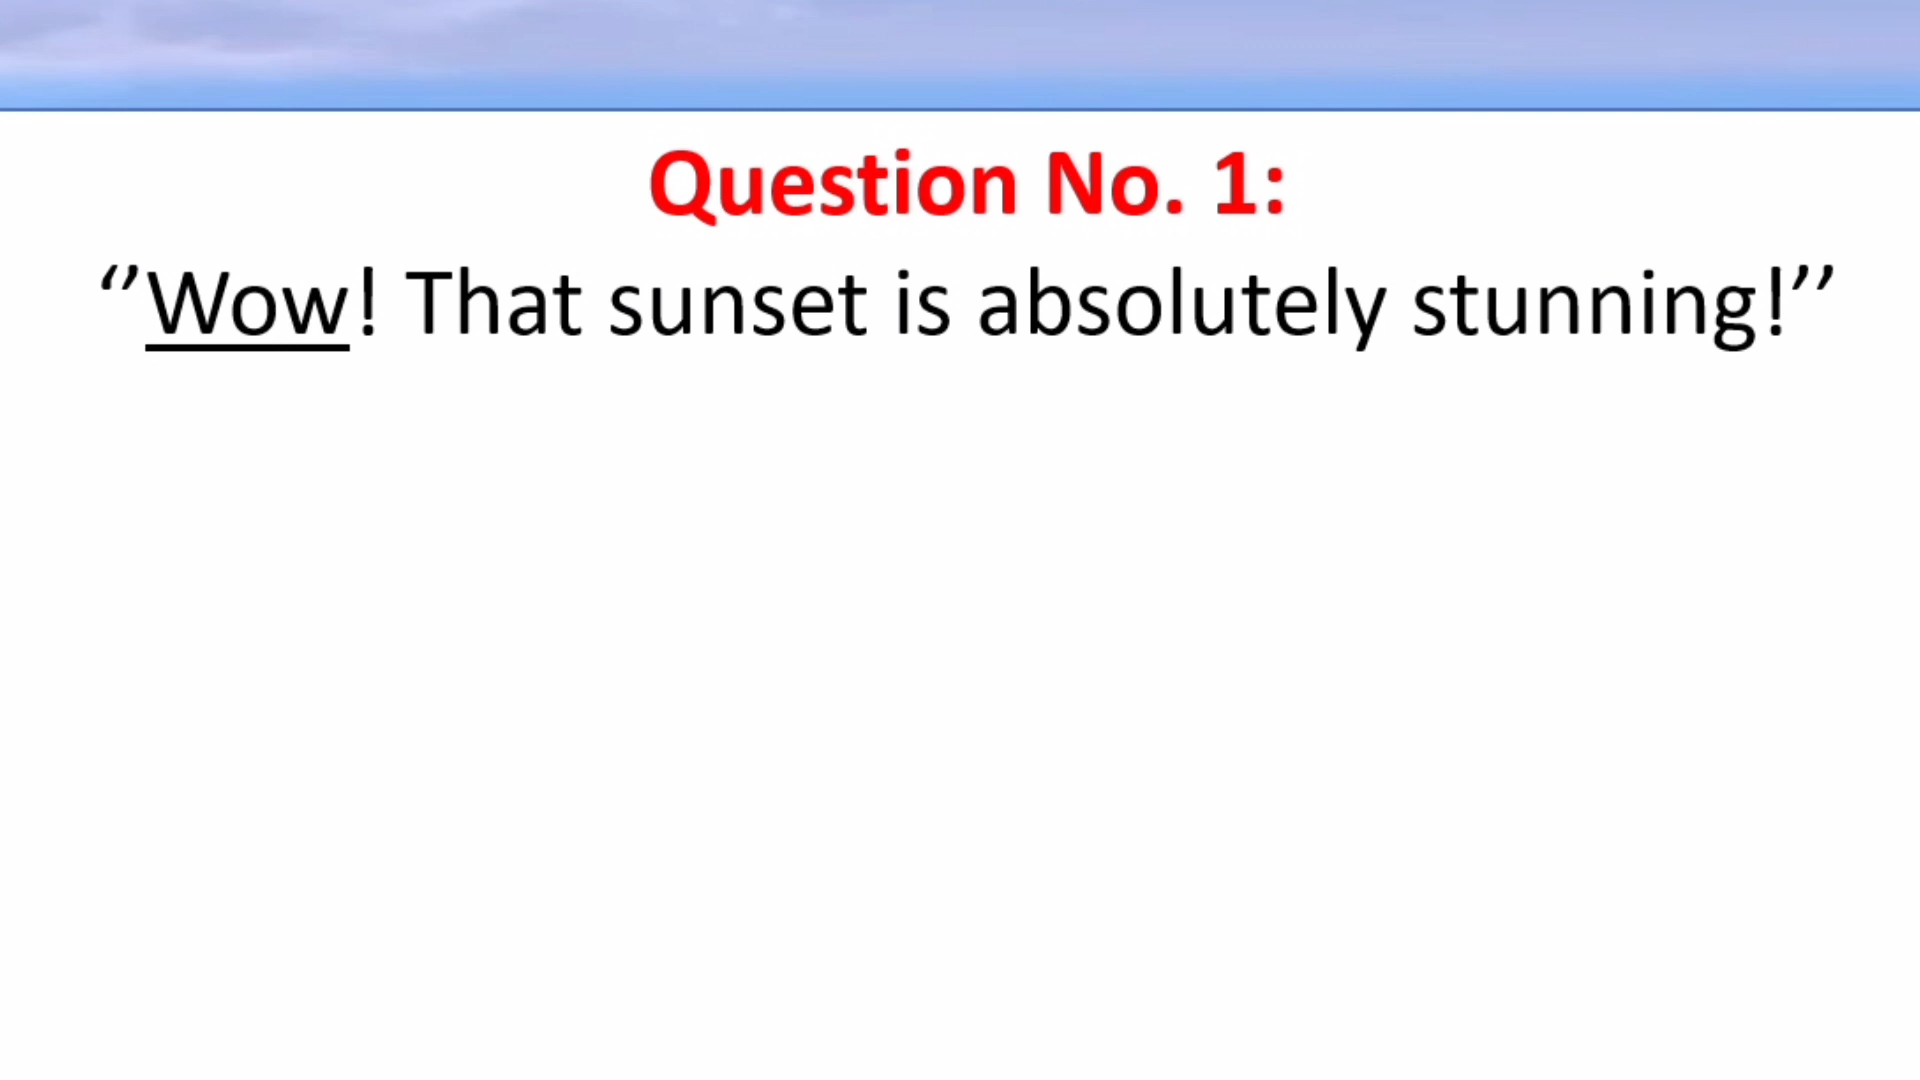 Question No. 1:
‘’Wow! That sunset is absolutely stunning!’’